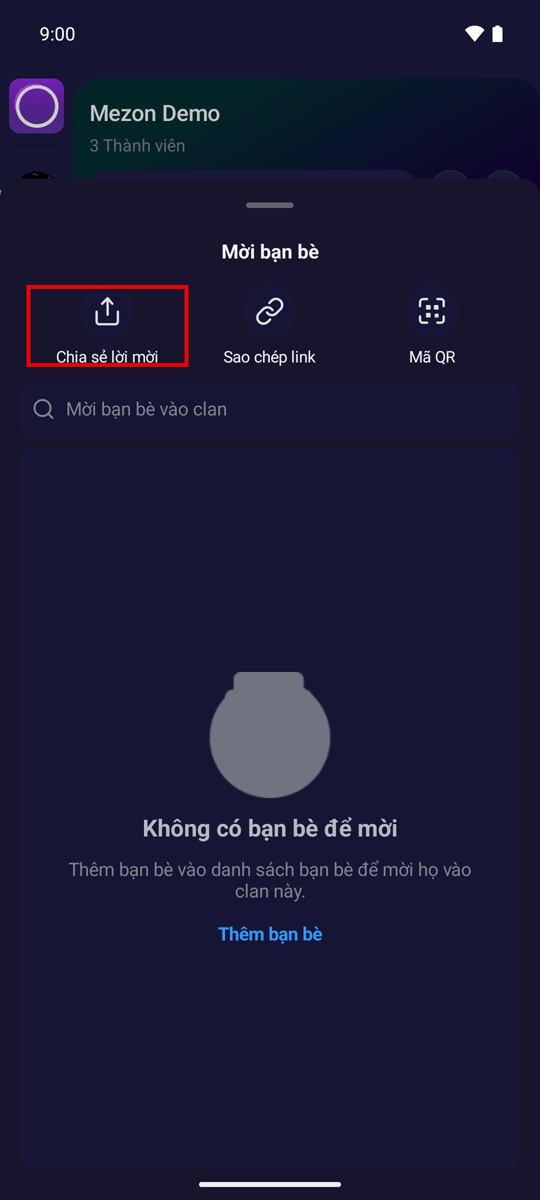 9:00
Mezon Demo
3 Thành viên
Mời bạn bè
Chia sẻ lời mời
Sao chép link
Mã QR
Mời bạn bè vào clan
Không có bạn bè để mời
Thêm bạn bè vào danh sách bạn bè để mời họ vào
clan này.
Thêm bạn bè